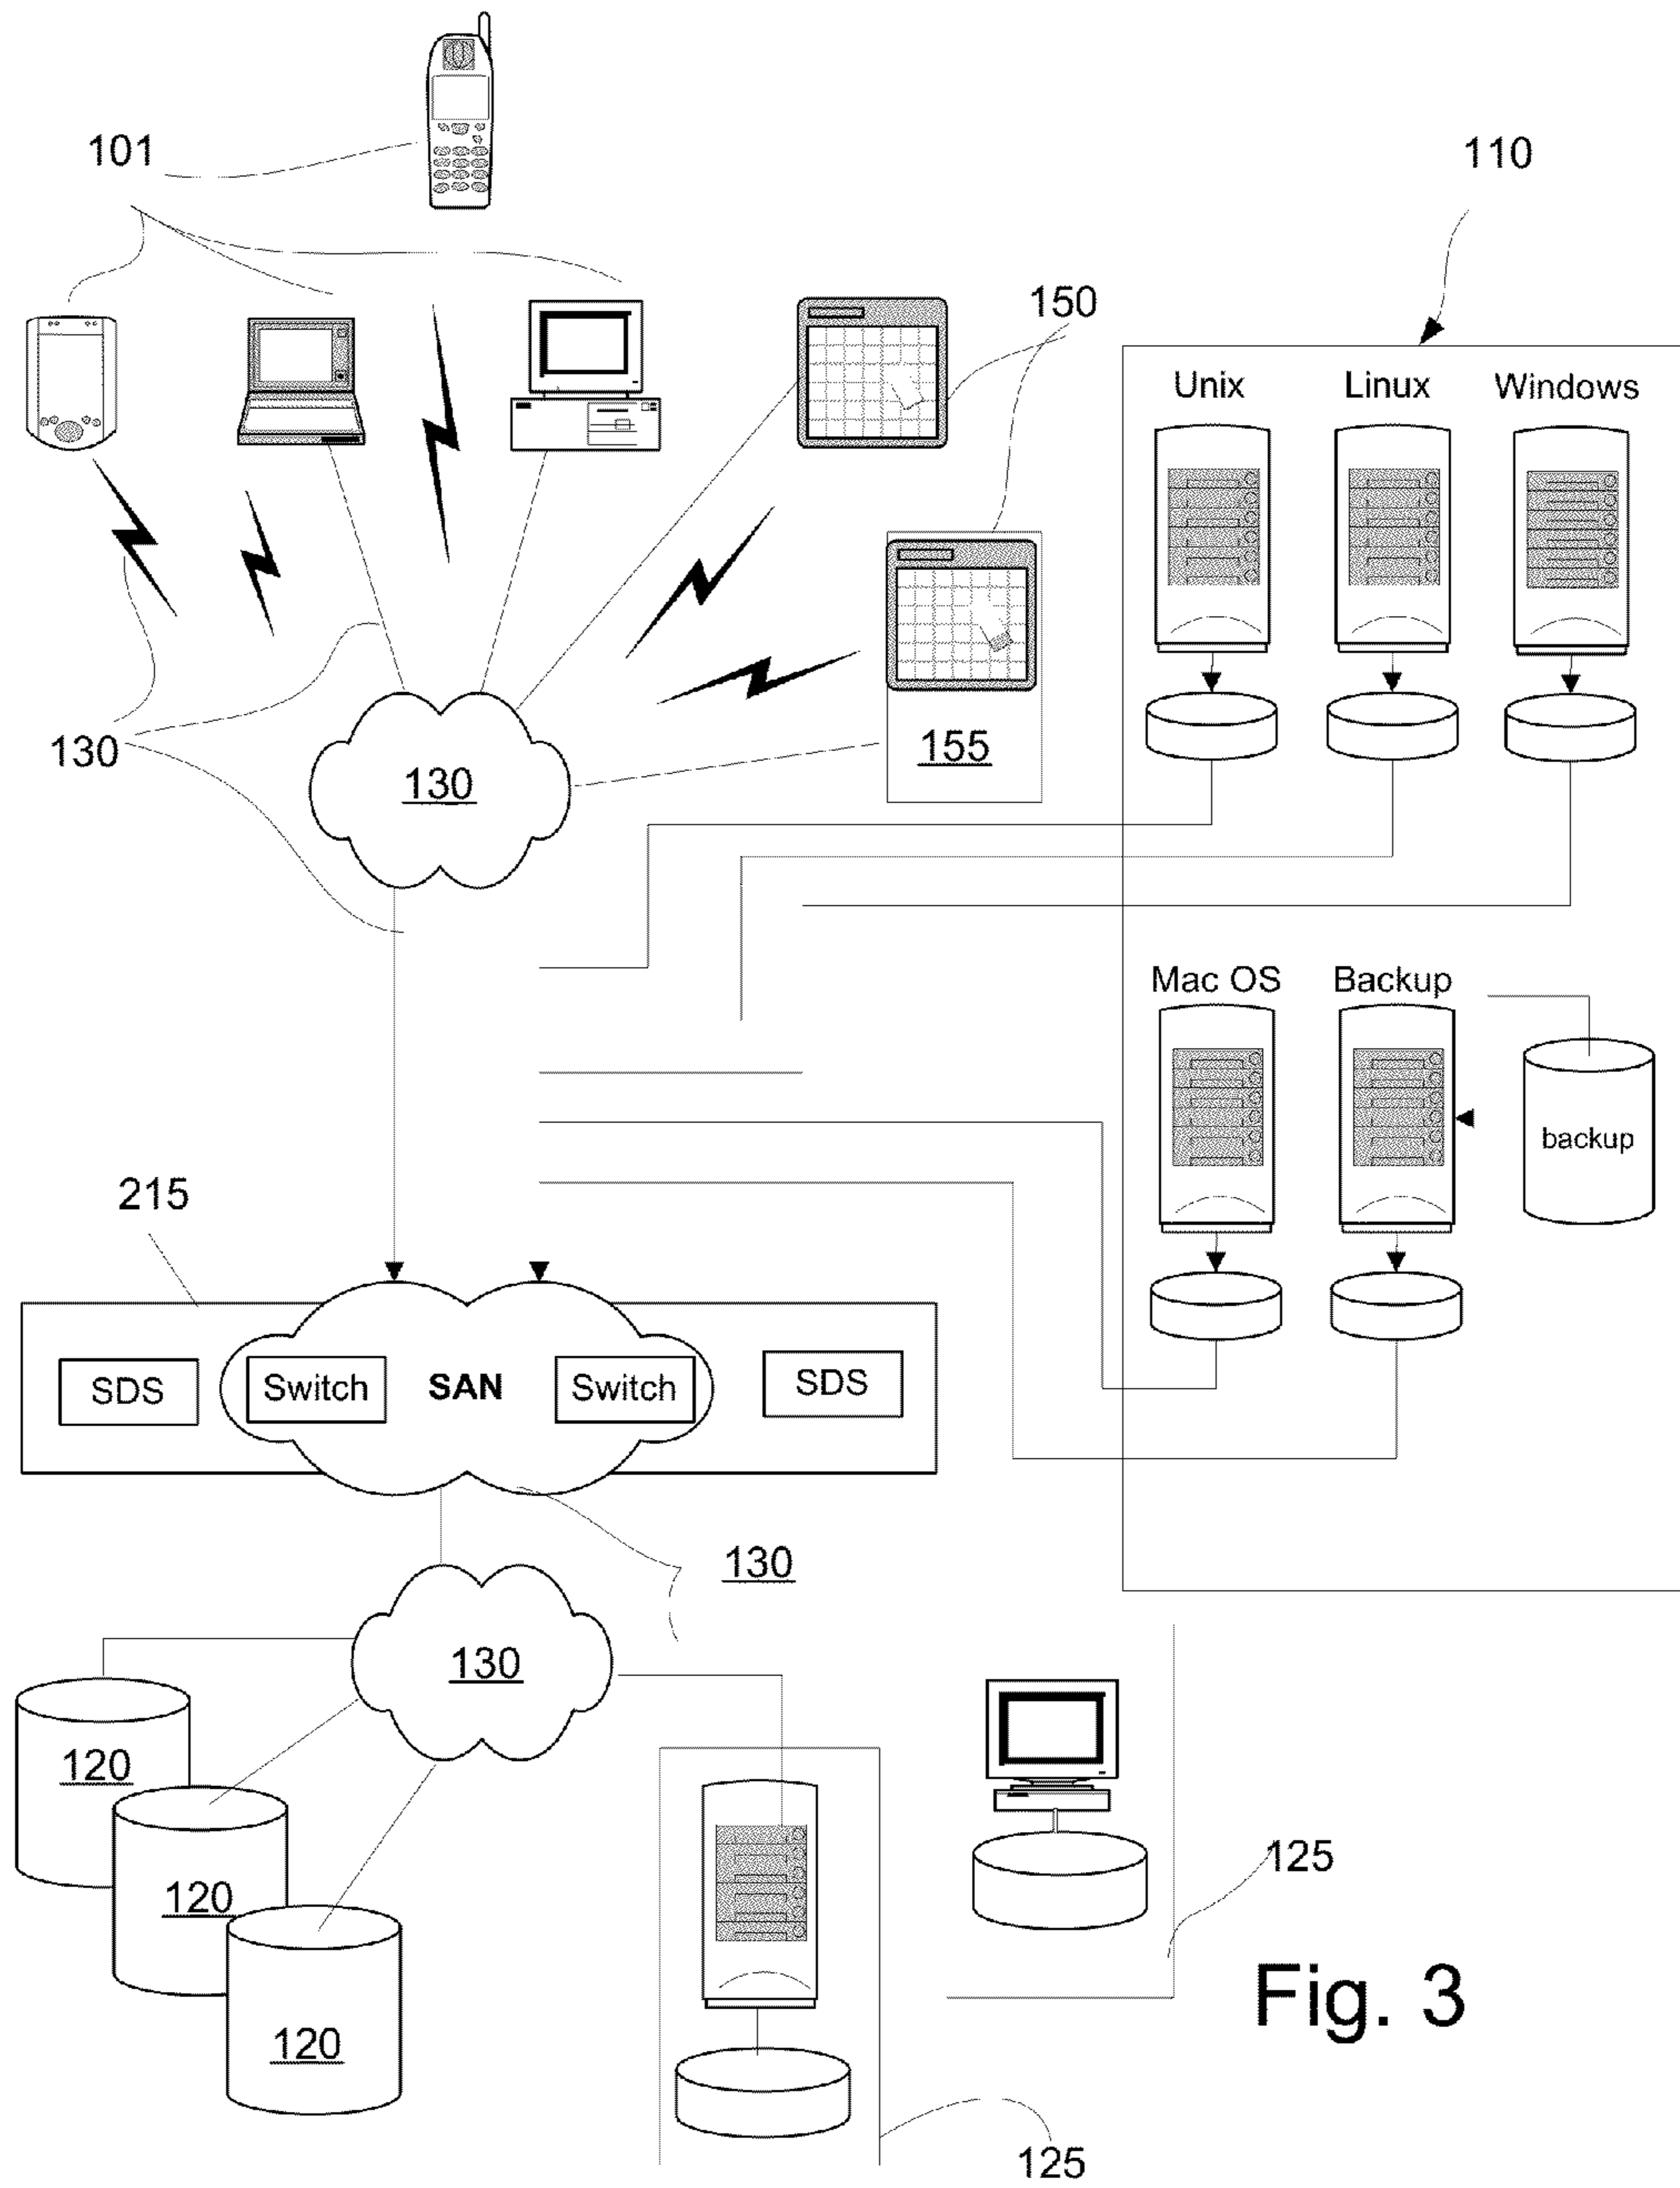 101
110
150
Unix Linux Windows
155
130
130
Mac OS Backup
backup
215
SDS Switch SAN Switch SDS
130
130
120
120
120
125
125
Fig. 3